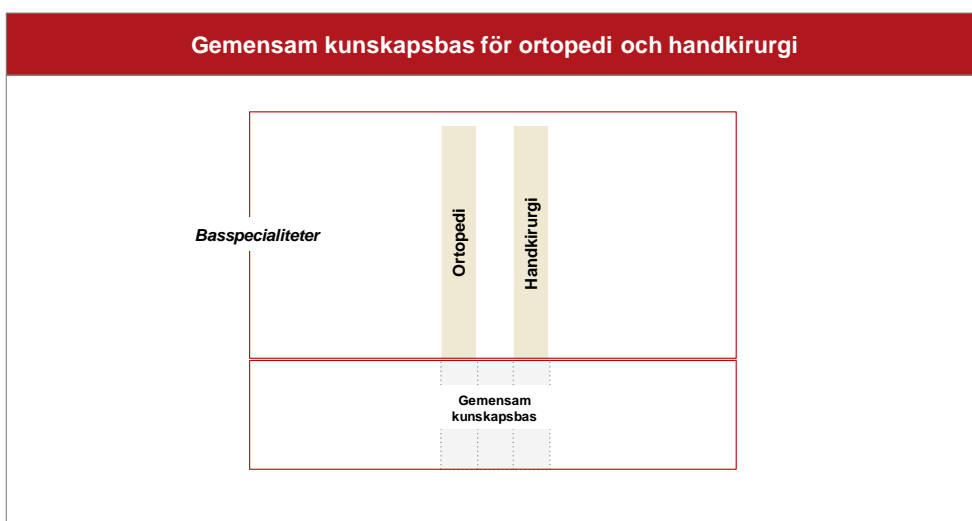 Gemensam kunskapsbas för ortopedi och handkirurgi
Basspecialiteter
Ortopedi
Handkirurgi
Gemensam
kunskapsbas